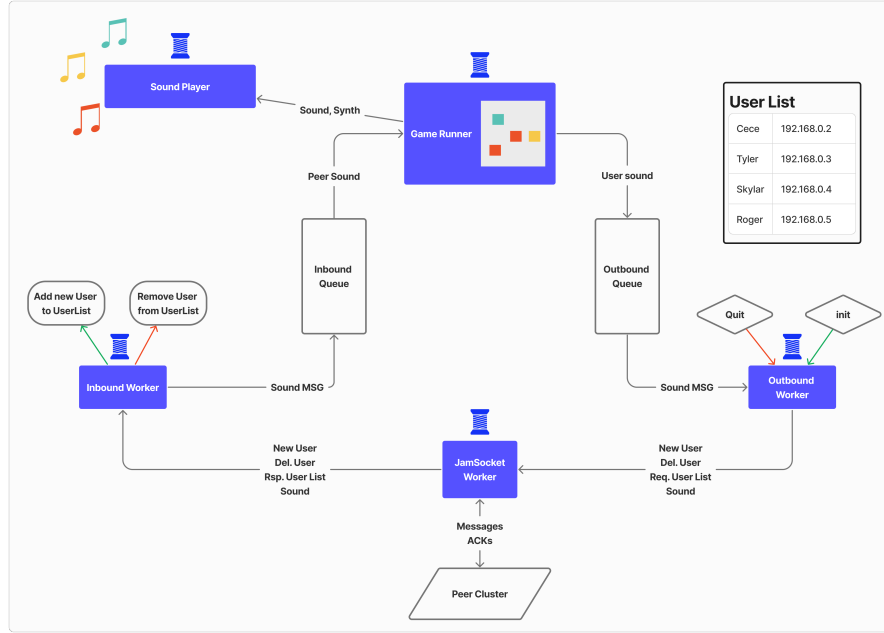 Sound Player
Game Runner
Sound, Synth
Peer Sound
User sound
User List
Cece 192.168.0.2
Tyler 192.168.0.3
Skylar 192.168.0.4
Roger 192.168.0.5
Inbound
Queue
Outbound
Queue
Add new User
to UserList
Remove User
from UserList
Quit
init
Inbound Worker
Sound MSG
Sound MSG
Outbound
Worker
New User
Del. User
Rsp. User List
Sound
JamSocket
Worker
New User
Del. User
Req. User List
Sound
Messages
ACKs
Peer Cluster